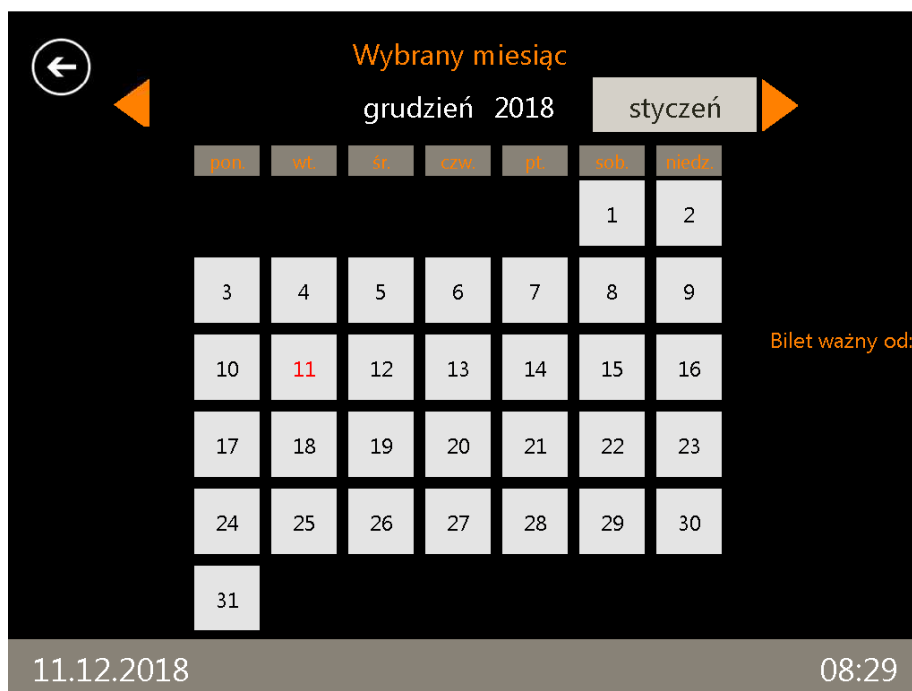 Wybrany miesiąc
grudzień 2018 styczeń
pon. wt. śr. czw. pt. sob. niedz.
1 2
3 4 5 6 7 8 9
Bilet ważny od:
10 11 12 13 14 15 16
17 18 19 20 21 22 23
24 25 26 27 28 29 30
31
11.12.2018 08:29